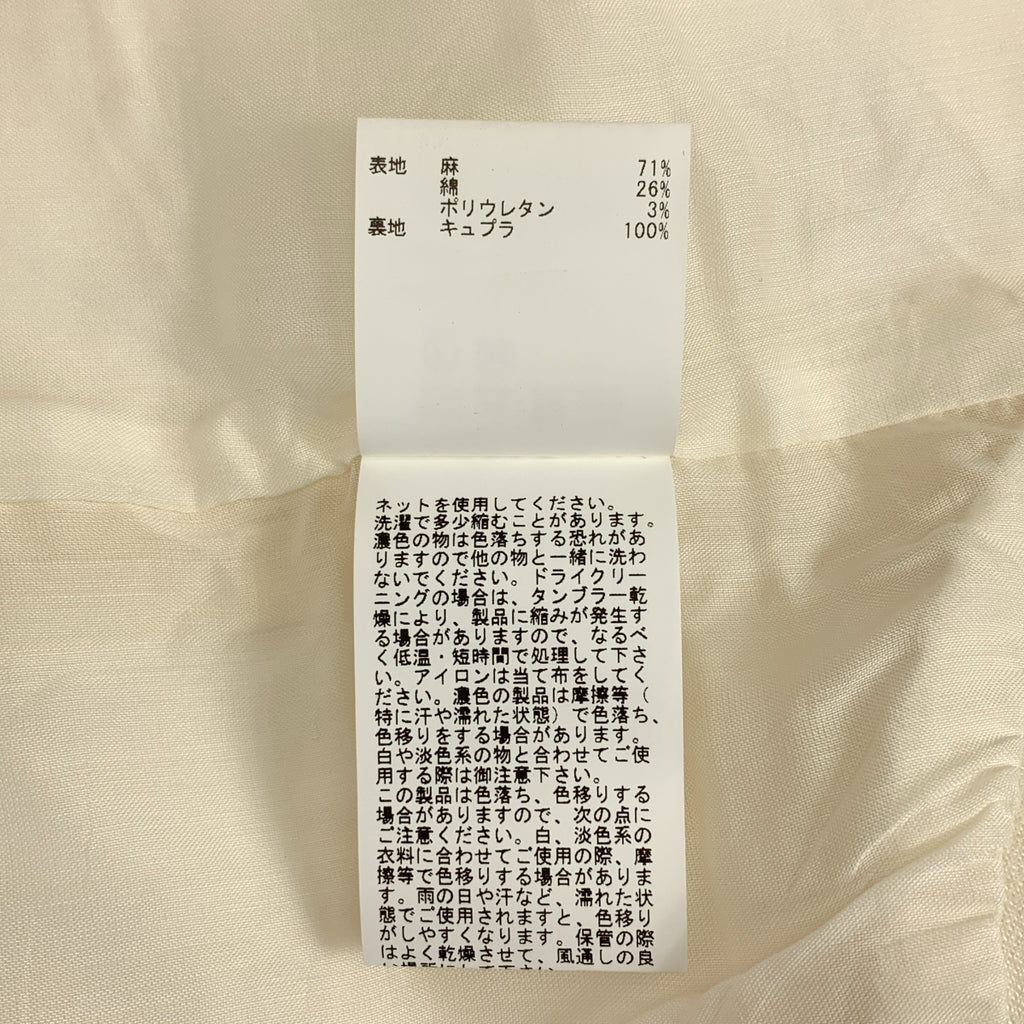 表地 麻 71%
綿 26%
ポリウレタン 3%
裏地 キュプラ 100%
ネットを使用してください。
洗濯で多少縮むことがあります。
濃色の物は色落ちする恐れがあ
りますので他の物と一緒に洗わ
ないでください。ドライクリー
ニングの場合は、タンブラー乾
燥により、製品に縮みが発生す
る場合がありますので、なるべ
く低温・短時間で処理して下さ
い。アイロンは当て布をしてく
ださい。濃色の製品は摩擦等（
特に汗や濡れた状態）で色落ち、
色移りをする場合があります。
白や淡色系の物と合わせてご使
用する際は御注意下さい。
この製品は色落ち、色移りする
場合がありますので、次の点に
ご注意ください。白、淡色系の
衣料に合わせてご使用の際、摩
擦等で色移りする場合がありま
す。雨の日や汗など、濡れた状
態でご使用されますと、色移り
がしやすくなります。保管の際
はよく乾燥させて、風通しの良